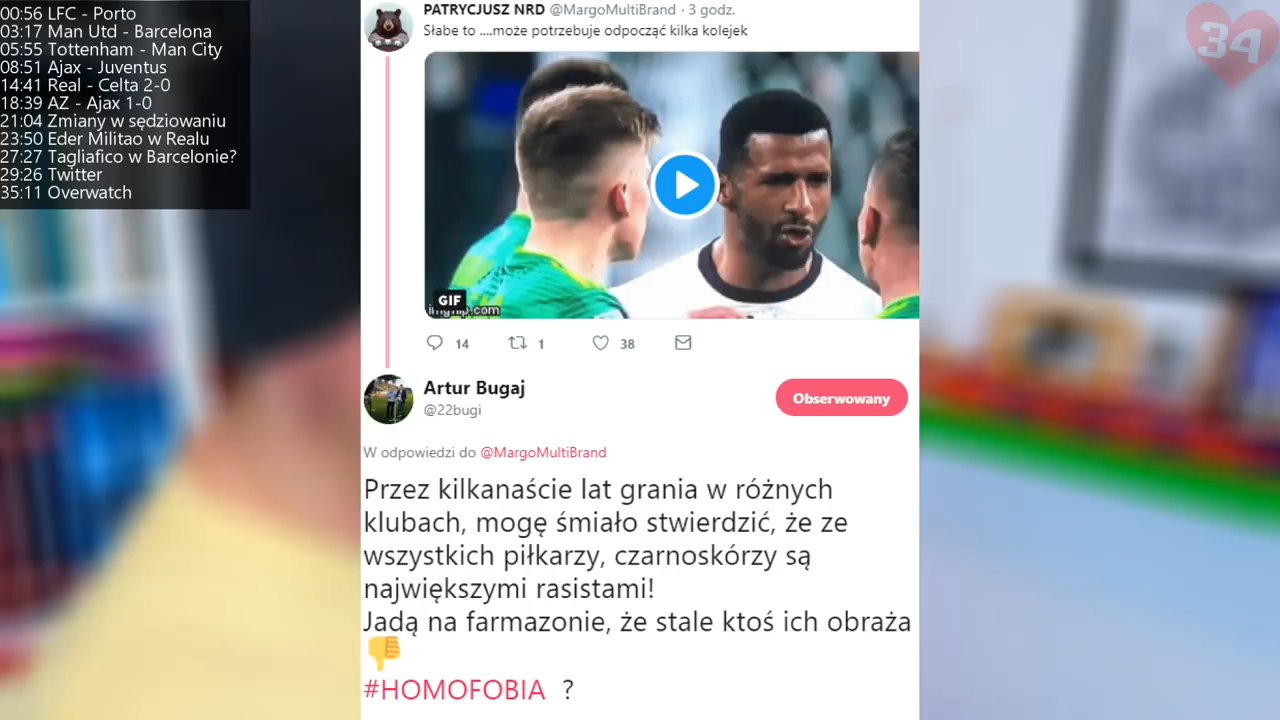 00:56 LFC - Porto
03:17 Man Utd - Barcelona
05:55 Tottenham - Man City
08:51 Ajax - Juventus
14:41 Real - Celta 2-0
18:39 AZ - Ajax 1-0
21:04 Zmiany w sędziowaniu
23:50 Eder Militao w Realu
27:27 Tagliafico w Barcelonie?
29:26 Twitter
35:11 Overwatch
PATRYCJUSZ NRD @MargoMultiBrand · 3 godz.
Słabe to ....może potrzebuje odpocząć kilka kolejek
GIF
imgflip.com
14 1 38
Artur Bugaj
@22bugi
Obserwowany
W odpowiedzi do @MargoMultiBrand
Przez kilkanaście lat grania w różnych
klubach, mogę śmiało stwierdzić, że ze
wszystkich piłkarzy, czarnoskórzy są
największymi rasistami!
Jadą na farmazonie, że stale ktoś ich obraża
👎
#HOMOFOBIA ?
34